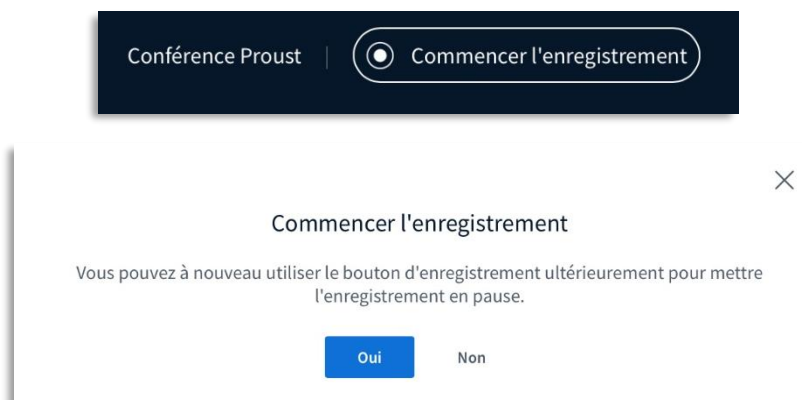 Conférence Proust | Commencer l'enregistrement
Commencer l'enregistrement
Vous pouvez à nouveau utiliser le bouton d'enregistrement ultérieurement pour mettre
l'enregistrement en pause.
Oui Non